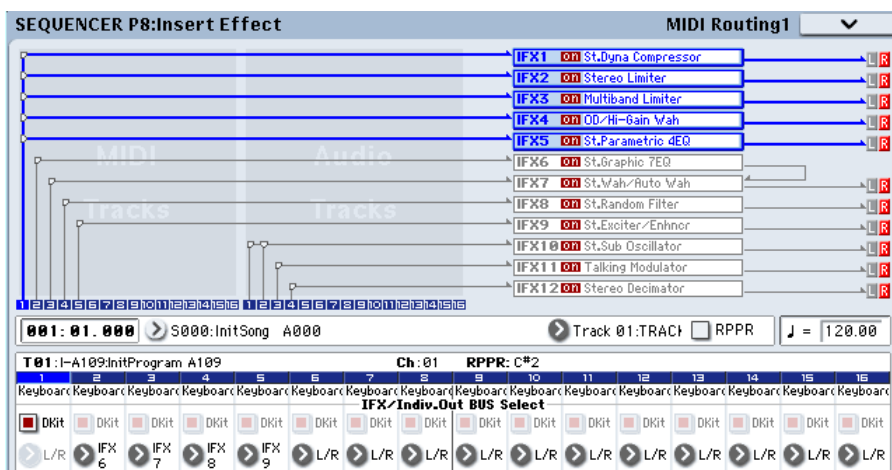 SEQUENCER P8:Insert Effect MIDI Routing1
IFX1 on St.Dyna Compressor L R
IFX2 on Stereo Limiter L R
IFX3 on Multiband Limiter L R
IFX4 on OD/Hi-Gain Wah L R
IFX5 on St.Parametric 4EQ L R
MIDI Tracks
Audio Tracks
IFX6 on St.Graphic 7EQ
IFX7 on St.Wah/Auto Wah L R
IFX8 on St.Random Filter L R
IFX9 on St.Exciter/Enhncr L R
IFX10 on St.Sub Oscillator L R
IFX11 on Talking Modulator L R
IFX12 on Stereo Decimator L R
1 2 3 4 5 6 7 8 9 10 11 12 13 14 15 16 1 2 3 4 5 6 7 8 9 10 11 12 13 14 15 16
001:01.000 S000:InitSong A000 Track 01:TRACK RPPR ♩ = 120.00
T01:I-A109:InitProgram A109 Ch:01 RPPR: C#2
1 2 3 4 5 6 7 8 9 10 11 12 13 14 15 16
Keyboard Keyboard Keyboard Keyboard Keyboard Keyboard Keyboard Keyboard Keyboard Keyboard Keyboard Keyboard Keyboard Keyboard Keyboard Keyboard
IFX/Indiv.Out BUS Select
DKit DKit DKit DKit DKit DKit DKit DKit DKit DKit DKit DKit DKit DKit DKit DKit
L/R IFX 6 IFX 7 IFX 8 IFX 9 L/R L/R L/R L/R L/R L/R L/R L/R L/R L/R L/R